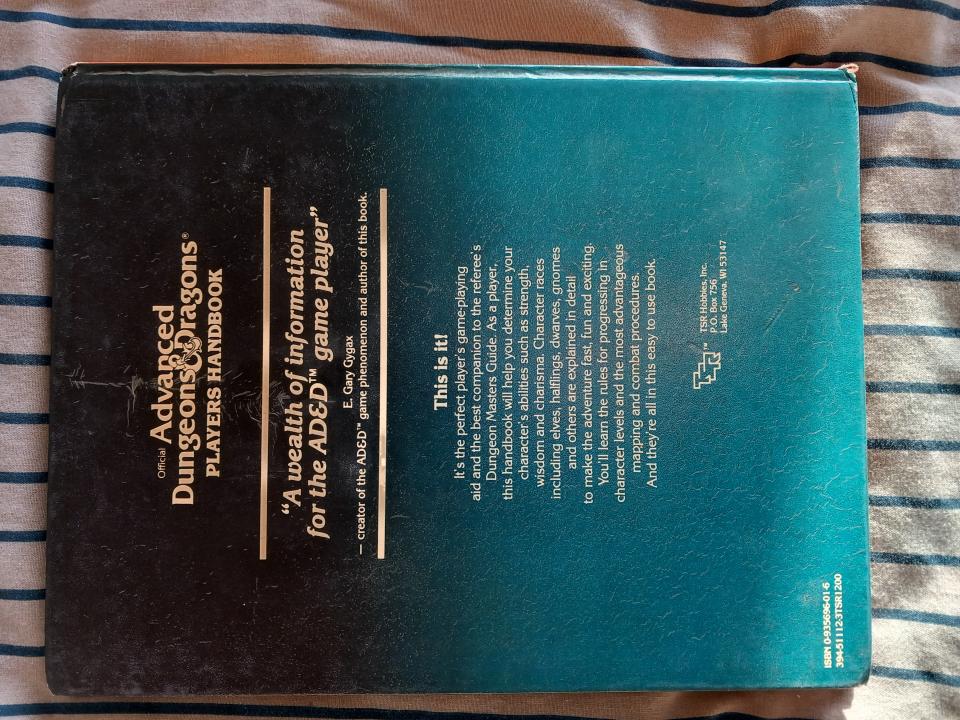 Official Advanced
Dungeons & Dragons®
PLAYERS HANDBOOK
“A wealth of information
for the AD&D™ game player”
E. Gary Gygax
— creator of the AD&D™ game phenomenon and author of this book.
This is it!
It's the perfect player's game-playing
aid and the best companion to the referee's
Dungeon Masters Guide. As a player,
this handbook will help you determine your
character's abilities such as strength,
wisdom and charisma. Character races
including elves, halflings, dwarves, gnomes
and others are explained in detail
to make the adventure fast, fun and exciting.
You'll learn the rules for progressing in
character levels and the most advantageous
mapping and combat procedures.
And they're all in this easy to use book.
TSR™
TSR Hobbies, Inc.
P.O. Box 756
Lake Geneva, WI 53147
ISBN 0-935696-01-6
394-51112-3TSR1200